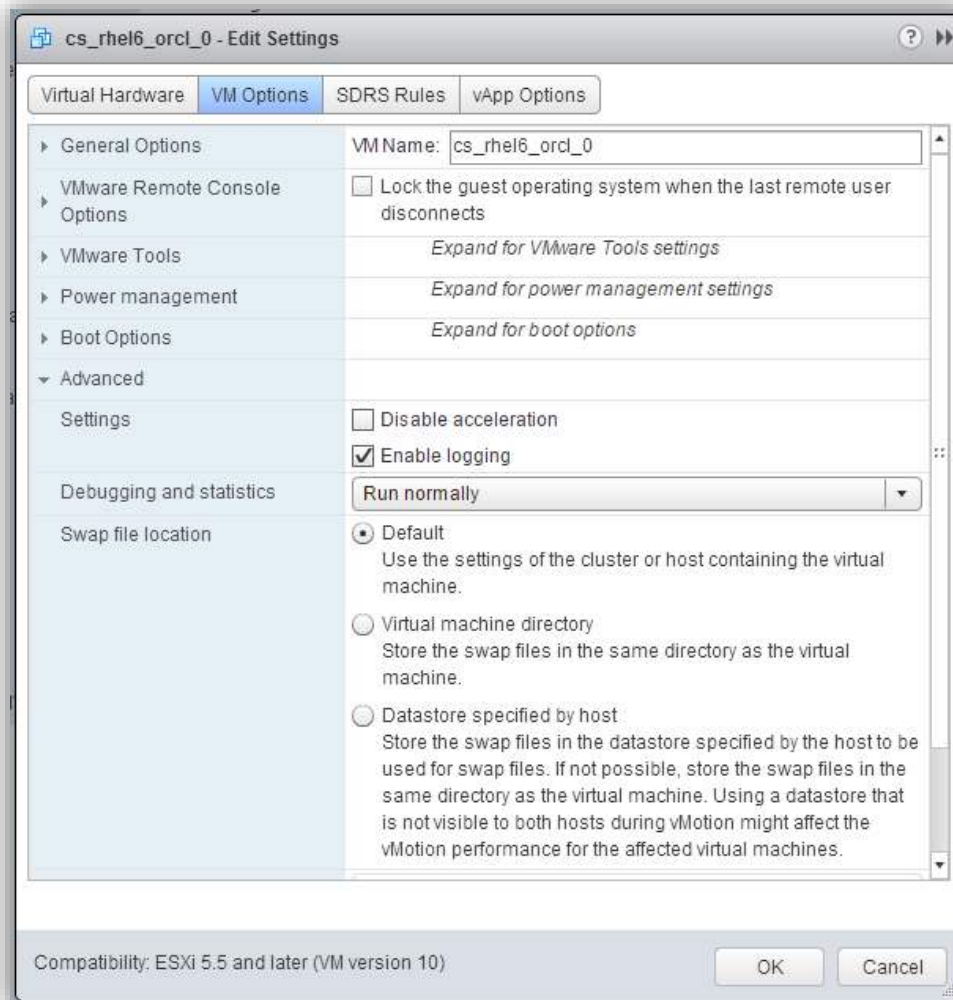 cs_rhel6_orcl_0 - Edit Settings
?
Virtual Hardware
VM Options
SDRS Rules
vApp Options
General Options
VM Name: cs_rhel6_orcl_0
VMware Remote Console
Options
Lock the guest operating system when the last remote user
disconnects
VMware Tools
Expand for VMware Tools settings
Power management
Expand for power management settings
Boot Options
Expand for boot options
Advanced
Settings
Disable acceleration
Enable logging
Debugging and statistics
Run normally
Swap file location
Default
Use the settings of the cluster or host containing the virtual
machine.
Virtual machine directory
Store the swap files in the same directory as the virtual
machine.
Datastore specified by host
Store the swap files in the datastore specified by the host to be
used for swap files. If not possible, store the swap files in the
same directory as the virtual machine. Using a datastore that
is not visible to both hosts during vMotion might affect the
vMotion performance for the affected virtual machines.
Compatibility: ESXi 5.5 and later (VM version 10)
OK
Cancel